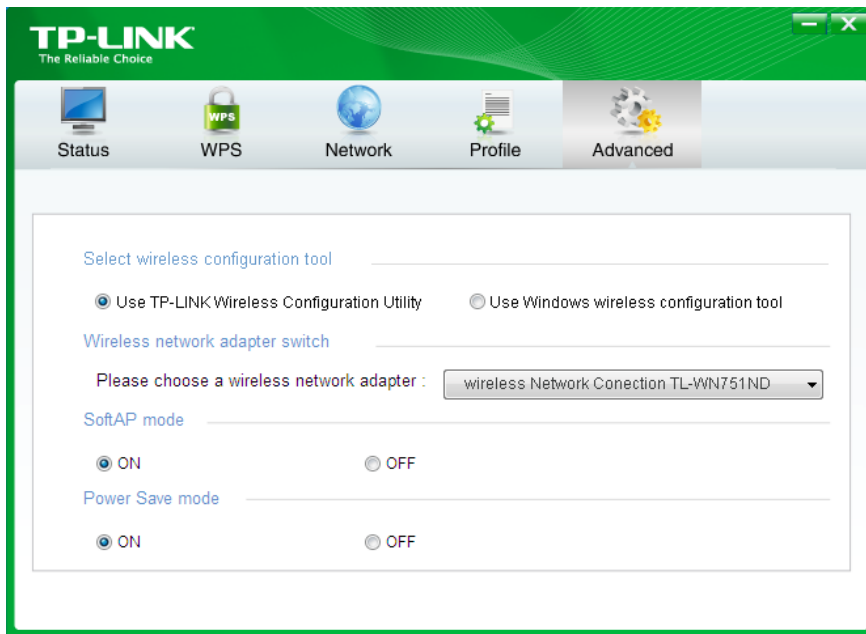 TP-LINK
The Reliable Choice
Status WPS Network Profile Advanced
WPS
Select wireless configuration tool
Use TP-LINK Wireless Configuration Utility Use Windows wireless configuration tool
Wireless network adapter switch
Please choose a wireless network adapter : wireless Network Conection TL-WN751ND
SoftAP mode
ON OFF
Power Save mode
ON OFF